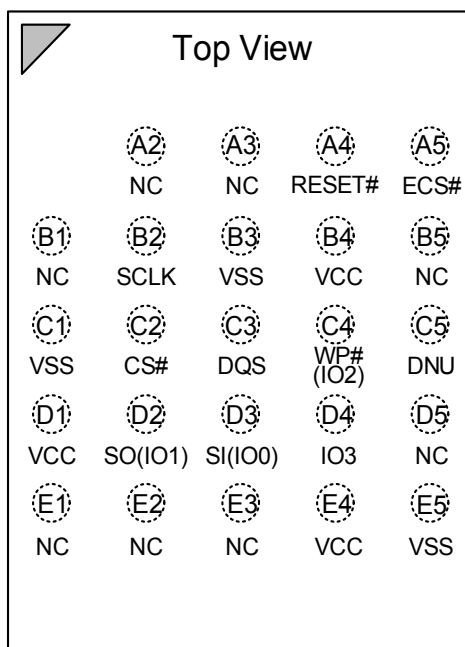 Top View
A2 A3 A4 A5
NC NC RESET# ECS#
B1 B2 B3 B4 B5
NC SCLK VSS VCC NC
C1 C2 C3 C4 C5
VSS CS# DQS WP# (IO2) DNU
D1 D2 D3 D4 D5
VCC SO(IO1) SI(IO0) IO3 NC
E1 E2 E3 E4 E5
NC NC NC VCC VSS